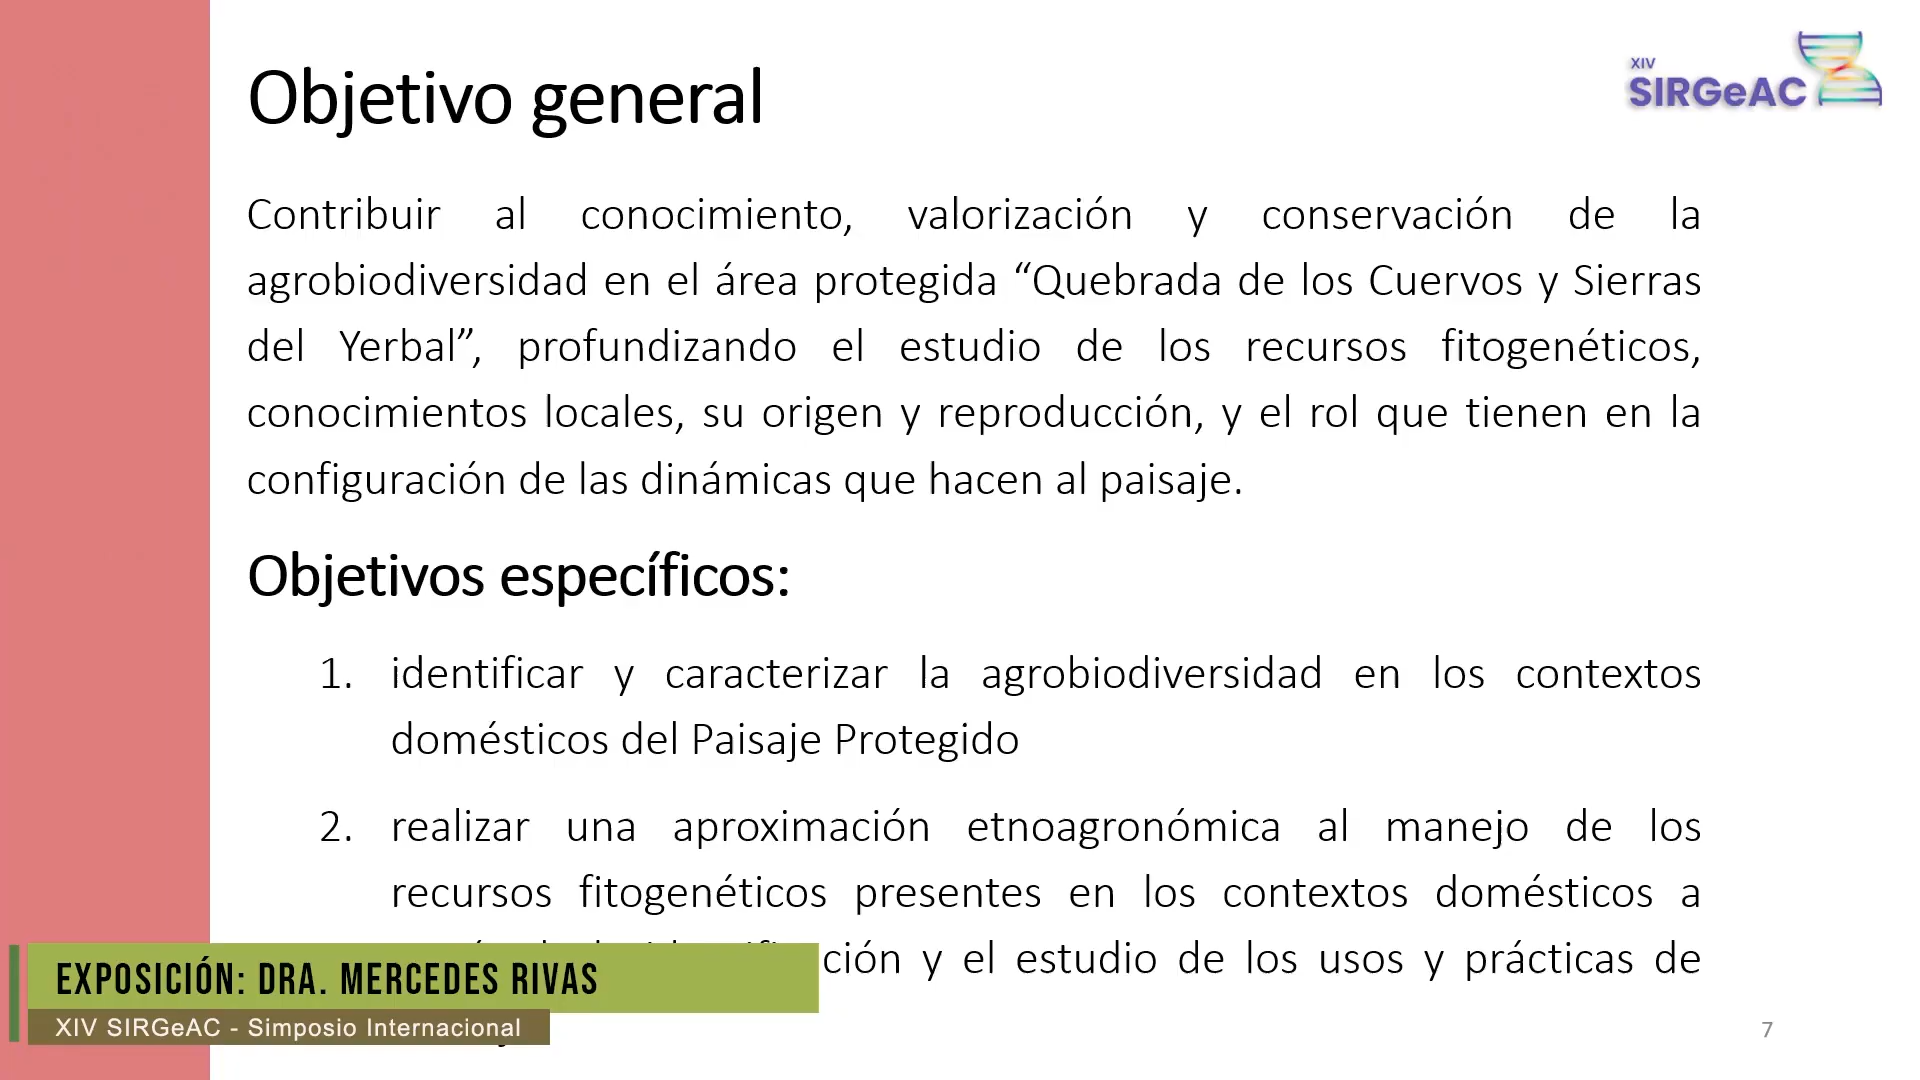 Objetivo general
XIV
SIRGeAC
Contribuir al conocimiento, valorización y conservación de la
agrobiodiversidad en el área protegida “Quebrada de los Cuervos y Sierras
del Yerbal”, profundizando el estudio de los recursos fitogenéticos,
conocimientos locales, su origen y reproducción, y el rol que tienen en la
configuración de las dinámicas que hacen al paisaje.
Objetivos específicos:
1. identificar y caracterizar la agrobiodiversidad en los contextos
domésticos del Paisaje Protegido
2. realizar una aproximación etnoagronómica al manejo de los
recursos fitogenéticos presentes en los contextos domésticos a
y el estudio de los usos y prácticas de
EXPOSICIÓN: DRA. MERCEDES RIVAS
XIV SIRGeAC - Simposio Internacional
7